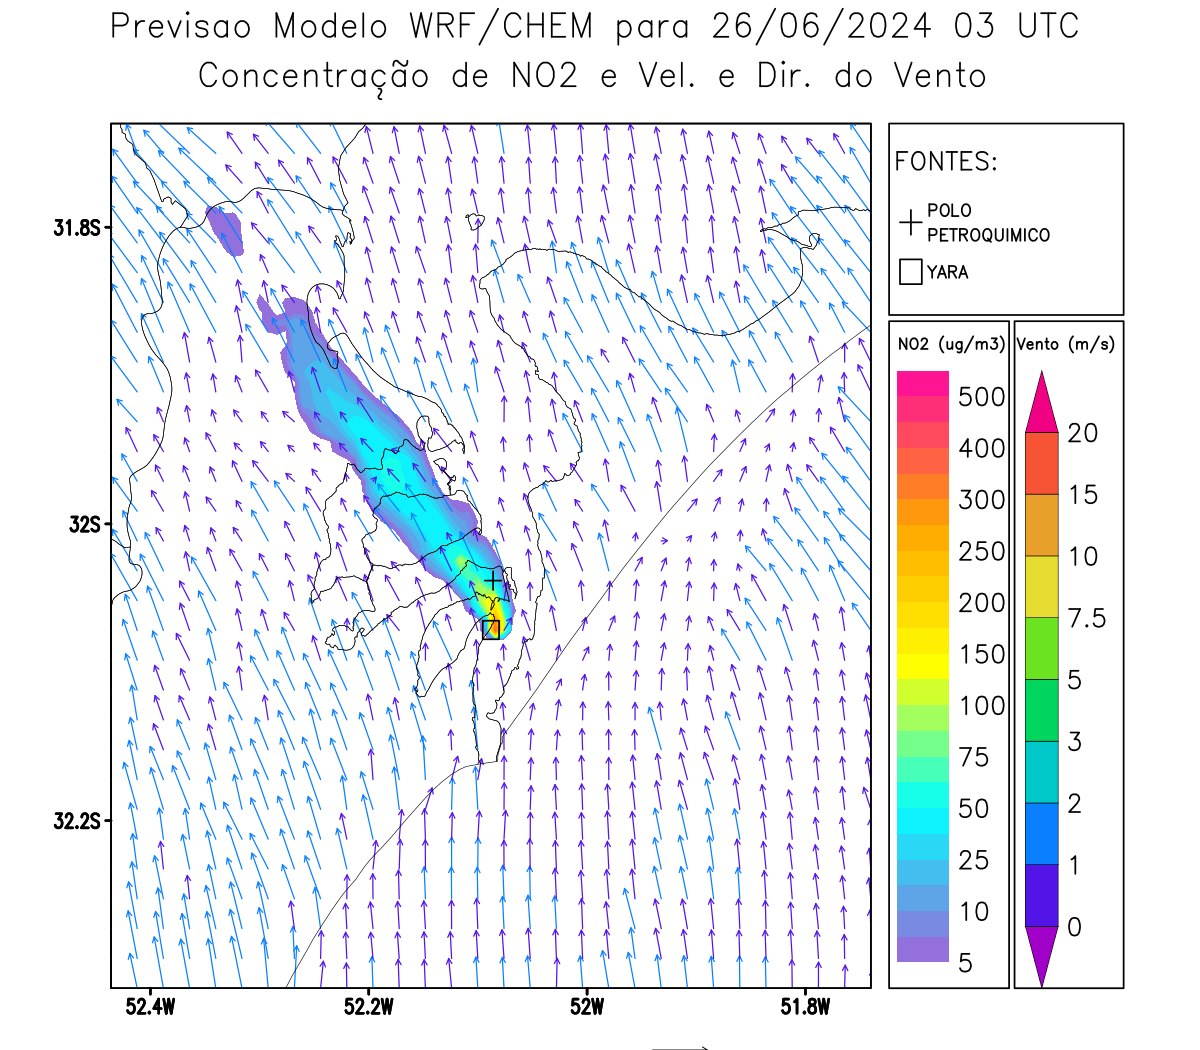 Previsao Modelo WRF/CHEM para 26/06/2024 03 UTC
Concentração de NO2 e Vel. e Dir. do Vento
FONTES:
POLO
PETROQUIMICO
YARA
NO2 (ug/m3)
500
400
300
250
200
150
100
75
50
25
10
5
Vento (m/s)
20
15
10
7.5
5
3
2
1
0
31.8S
32S
32.2S
52.4W
52.2W
52W
51.8W